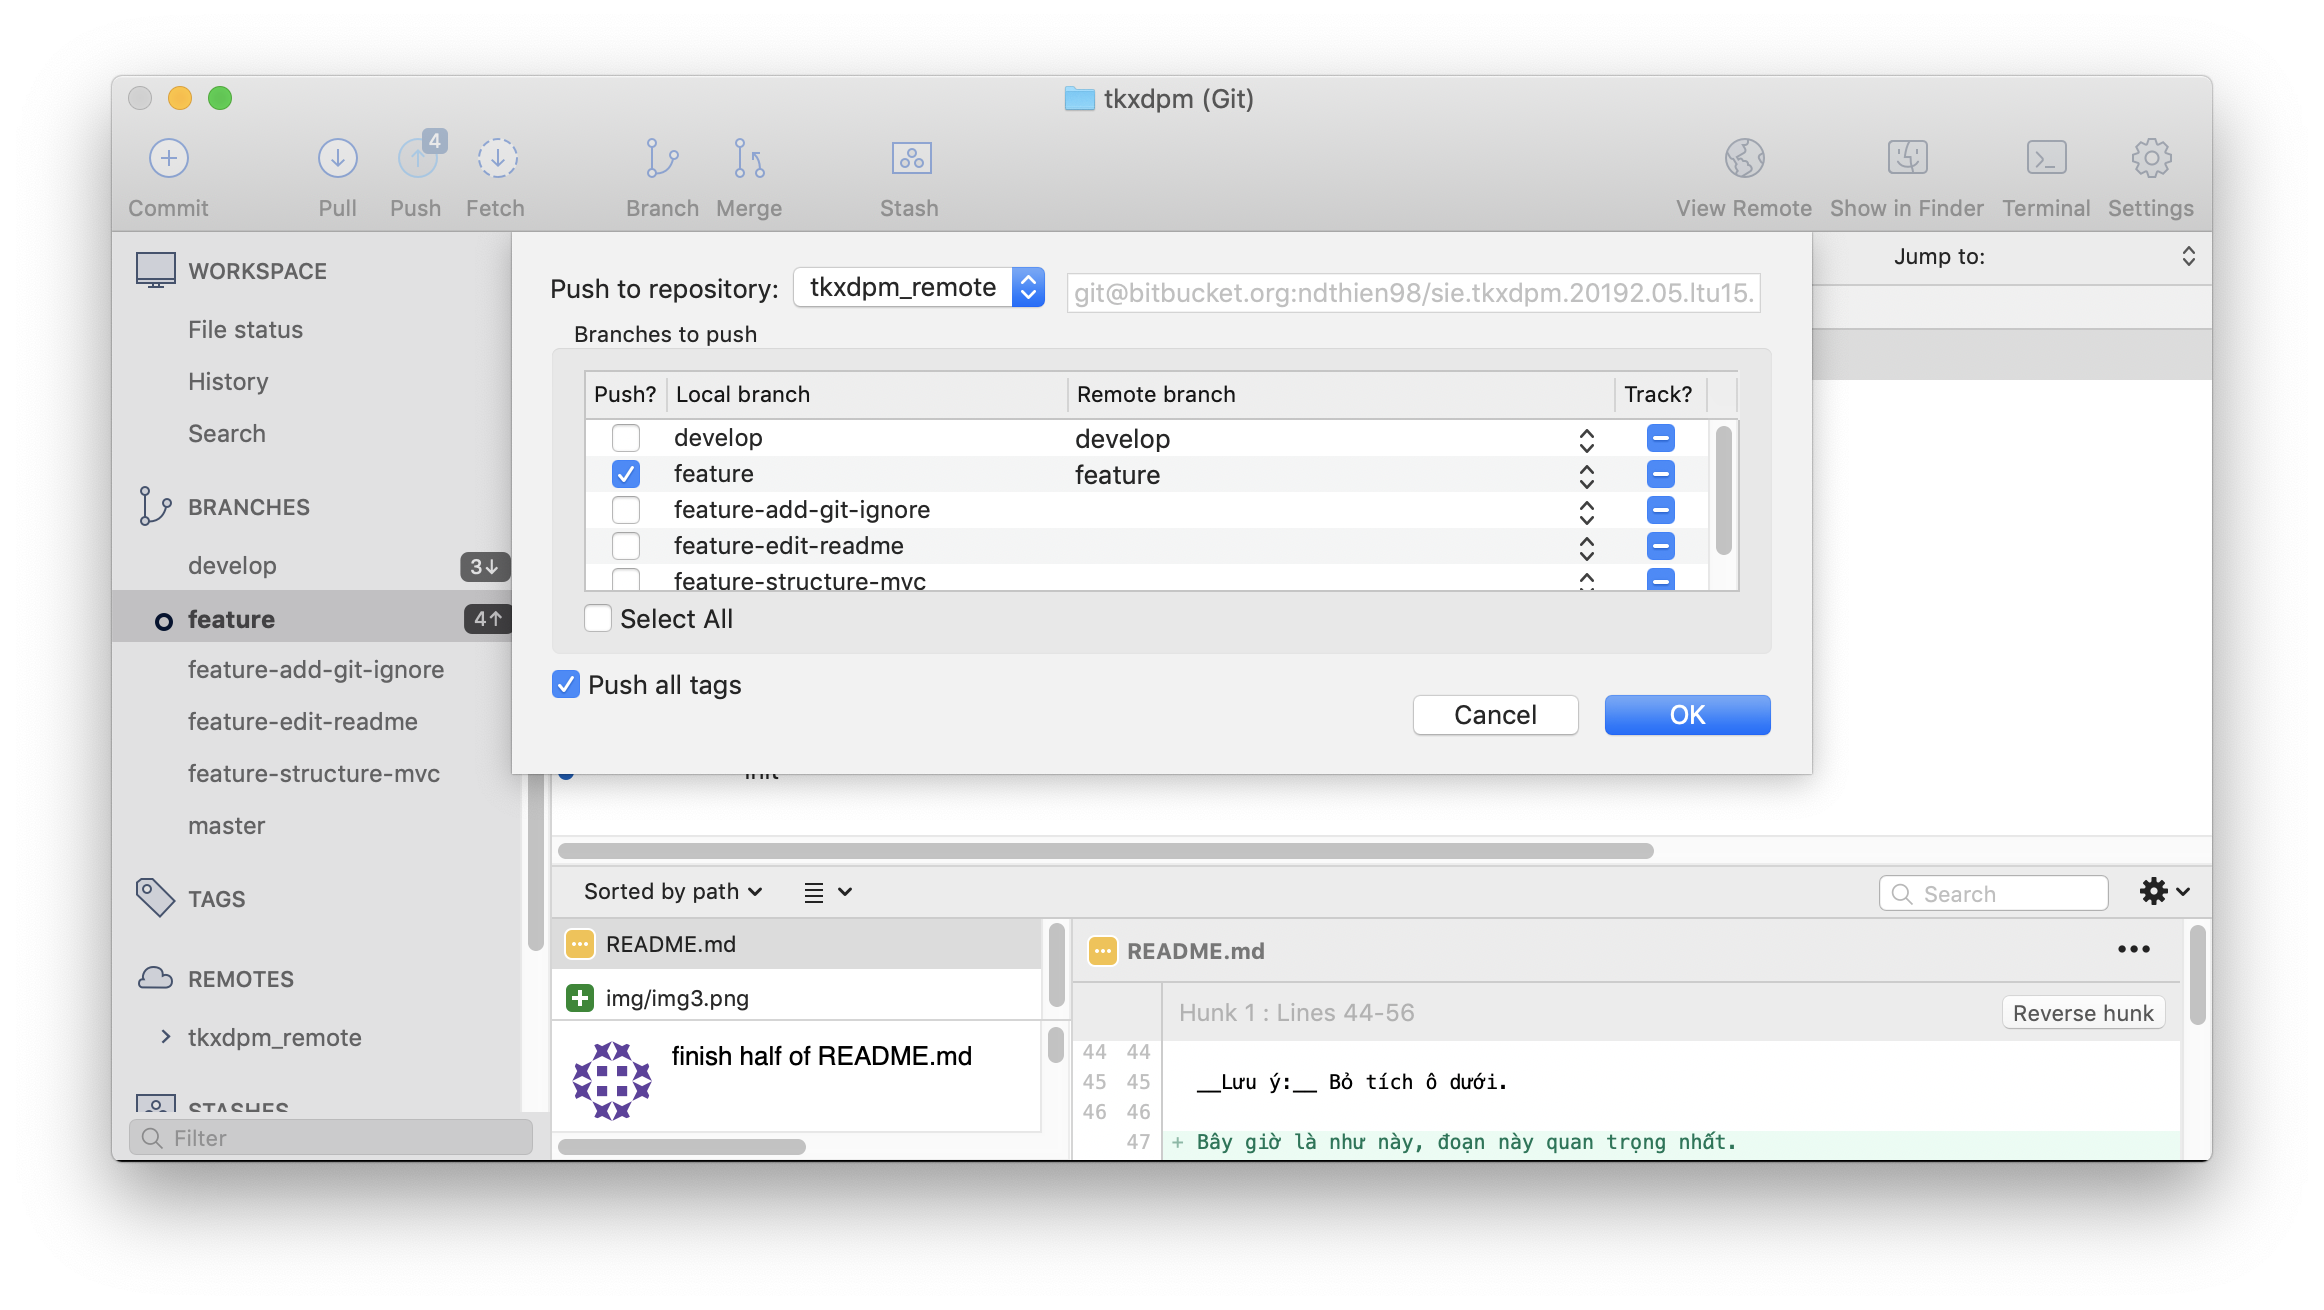 tkxdpm (Git)
4
Commit
Pull
Push
Fetch
Branch
Merge
Stash
View Remote
Show in Finder
Terminal
Settings
WORKSPACE
File status
History
Search
BRANCHES
develop
3↓
feature
4↑
feature-add-git-ignore
feature-edit-readme
feature-structure-mvc
master
TAGS
REMOTES
tkxdpm_remote
STASHES
Filter
Jump to:
Push to repository:
tkxdpm_remote
git@bitbucket.org:ndthien98/sie.tkxdpm.20192.05.ltu15.
Branches to push
Push?
Local branch
Remote branch
Track?
develop
develop
feature
feature
feature-add-git-ignore
feature-edit-readme
feature-structure-mvc
Select All
Push all tags
Cancel
OK
init
Sorted by path
Search
README.md
img/img3.png
finish half of README.md
README.md
Hunk 1 : Lines 44-56
Reverse hunk
44 44
45 45 __Lưu ý:__ Bỏ tích ô dưới.
46 46
47 + Bây giờ là như này, đoạn này quan trọng nhất.